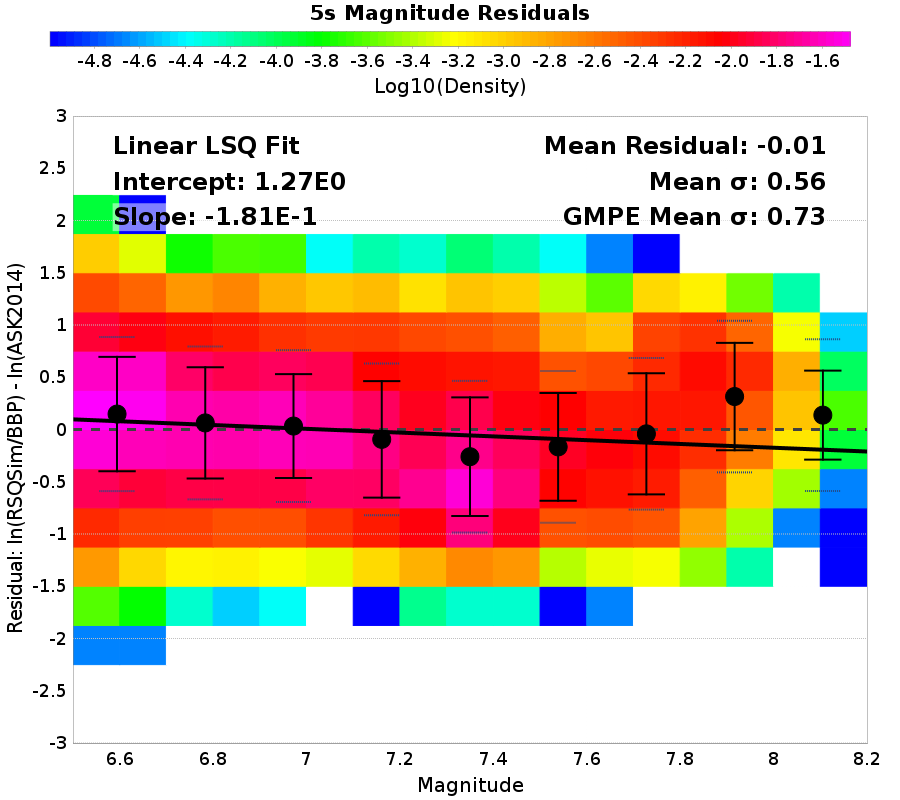 5s Magnitude Residuals
-4.8 -4.6 -4.4 -4.2 -4.0 -3.8 -3.6 -3.4 -3.2 -3.0 -2.8 -2.6 -2.4 -2.2 -2.0 -1.8 -1.6
Log10(Density)
Linear LSQ Fit
Intercept: 1.27E0
Slope: -1.81E-1
Mean Residual: -0.01
Mean σ: 0.56
GMPE Mean σ: 0.73
Residual: ln(RSQSim/BBP) - ln(ASK2014)
3
2.5
2
1.5
1
0.5
0
-0.5
-1
-1.5
-2
-2.5
-3
6.6 6.8 7 7.2 7.4 7.6 7.8 8 8.2
Magnitude